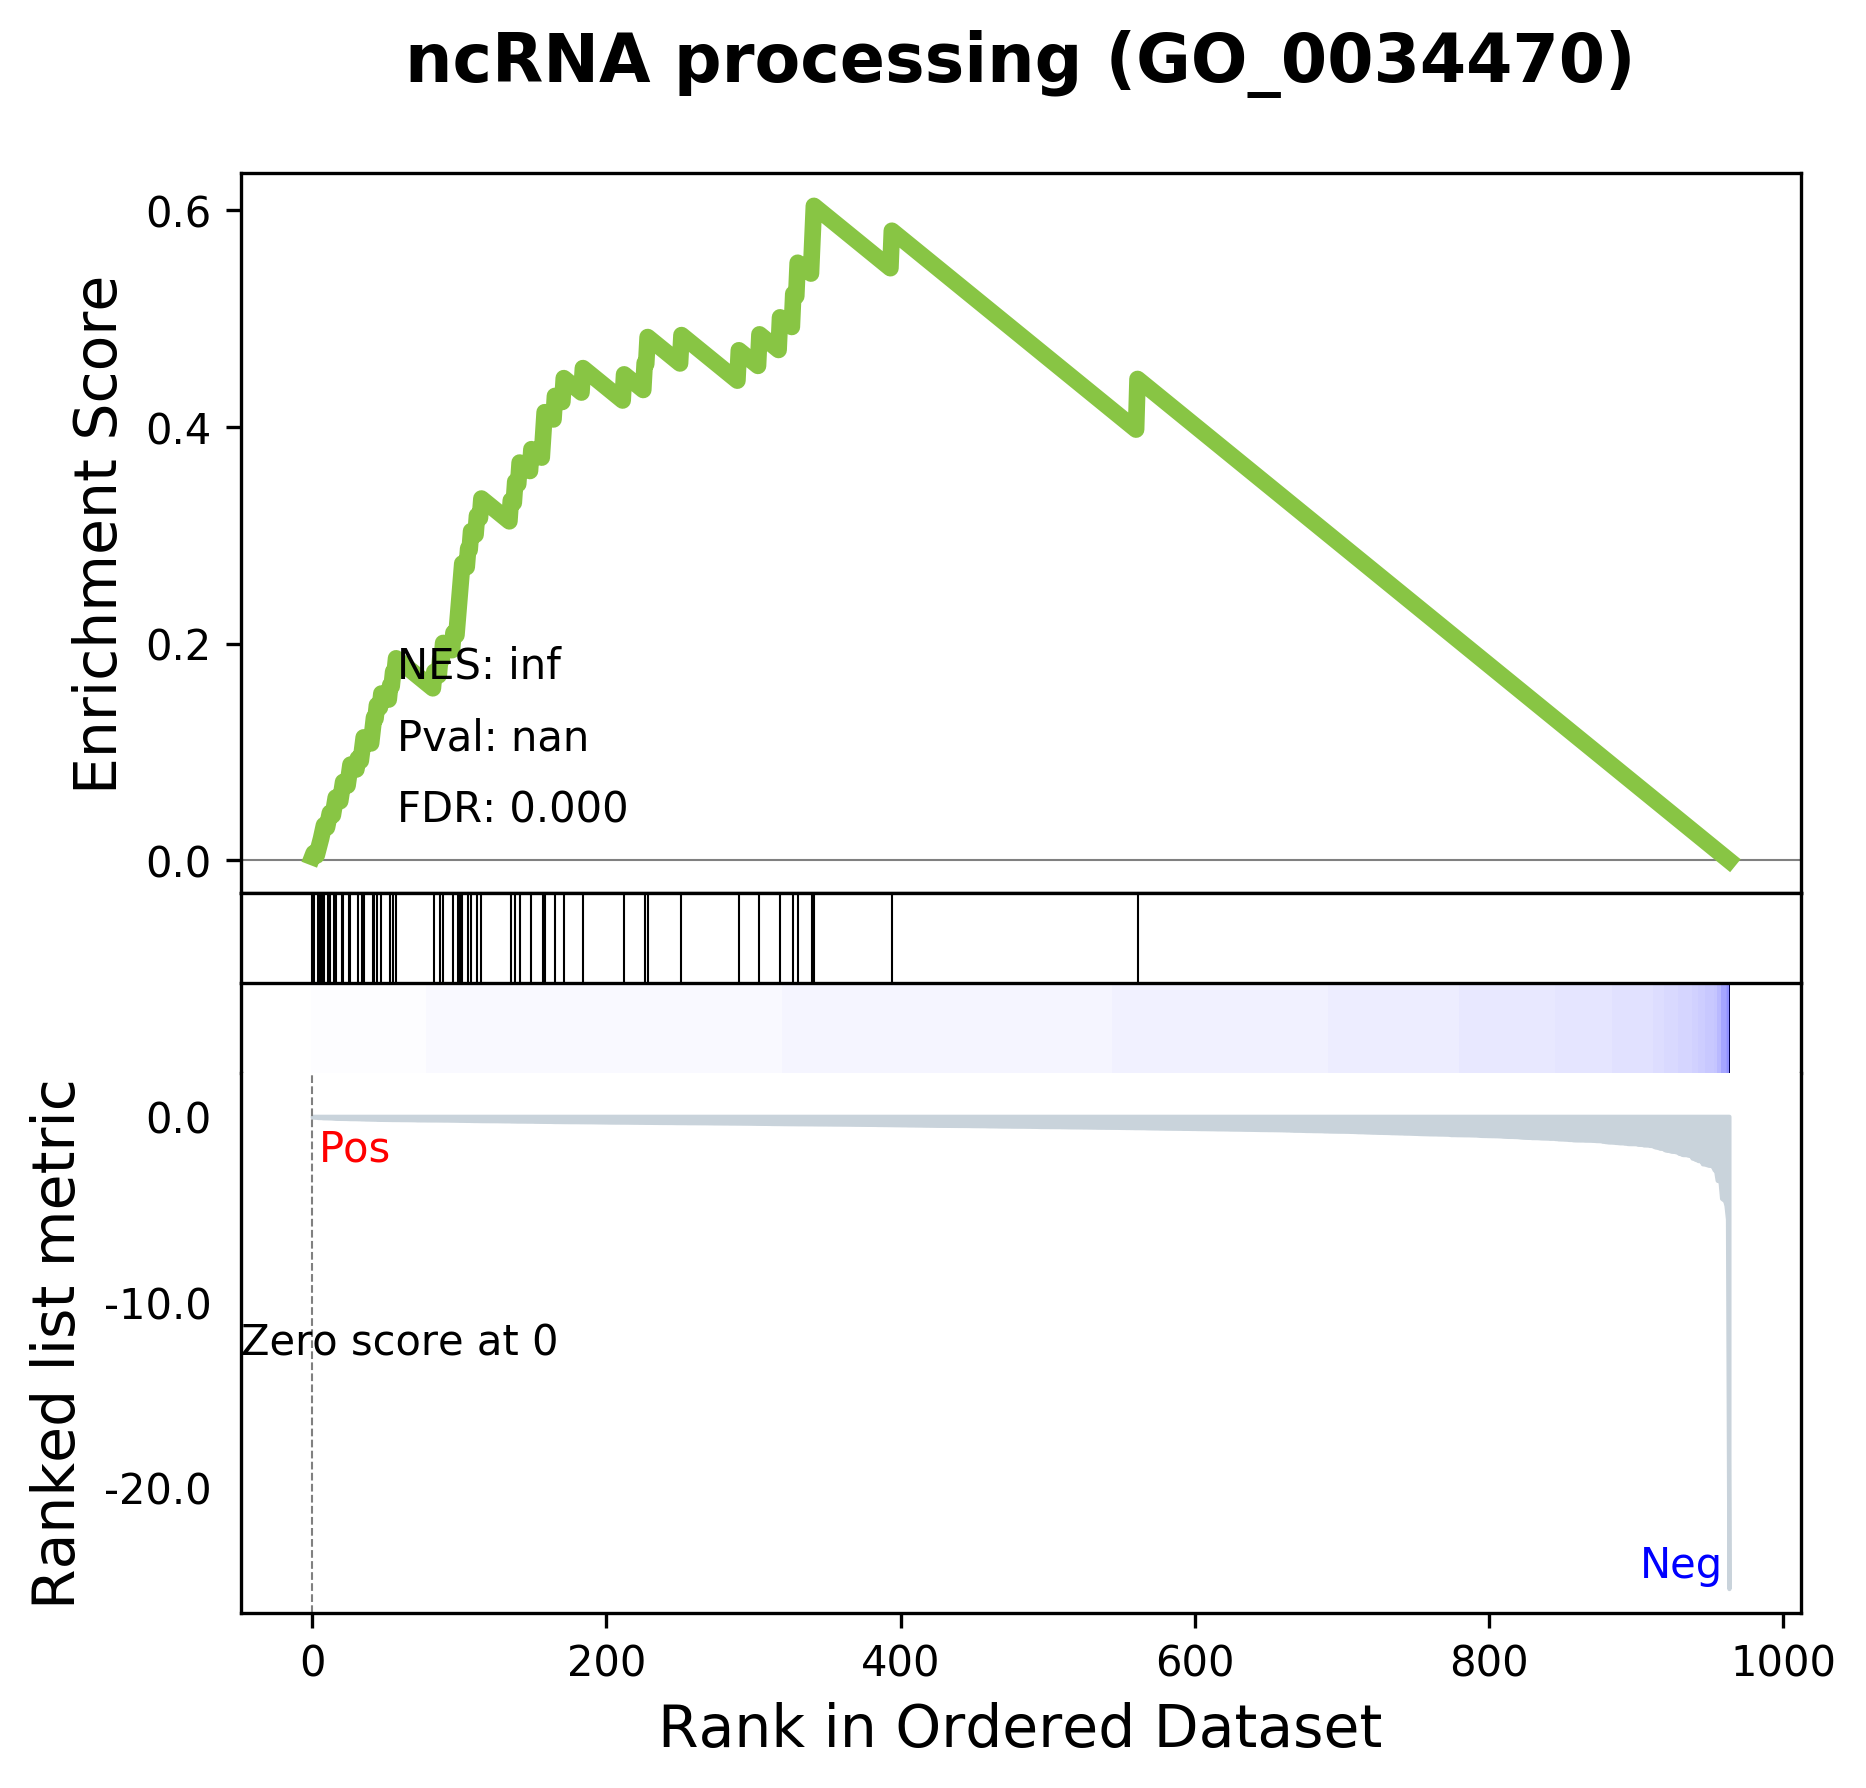 ncRNA processing (GO_0034470)
Enrichment Score
0.6
0.4
0.2
0.0
NES: inf
Pval: nan
FDR: 0.000
Ranked list metric
0.0
-10.0
-20.0
Pos
Zero score at 0
Neg
0 200 400 600 800 1000
Rank in Ordered Dataset